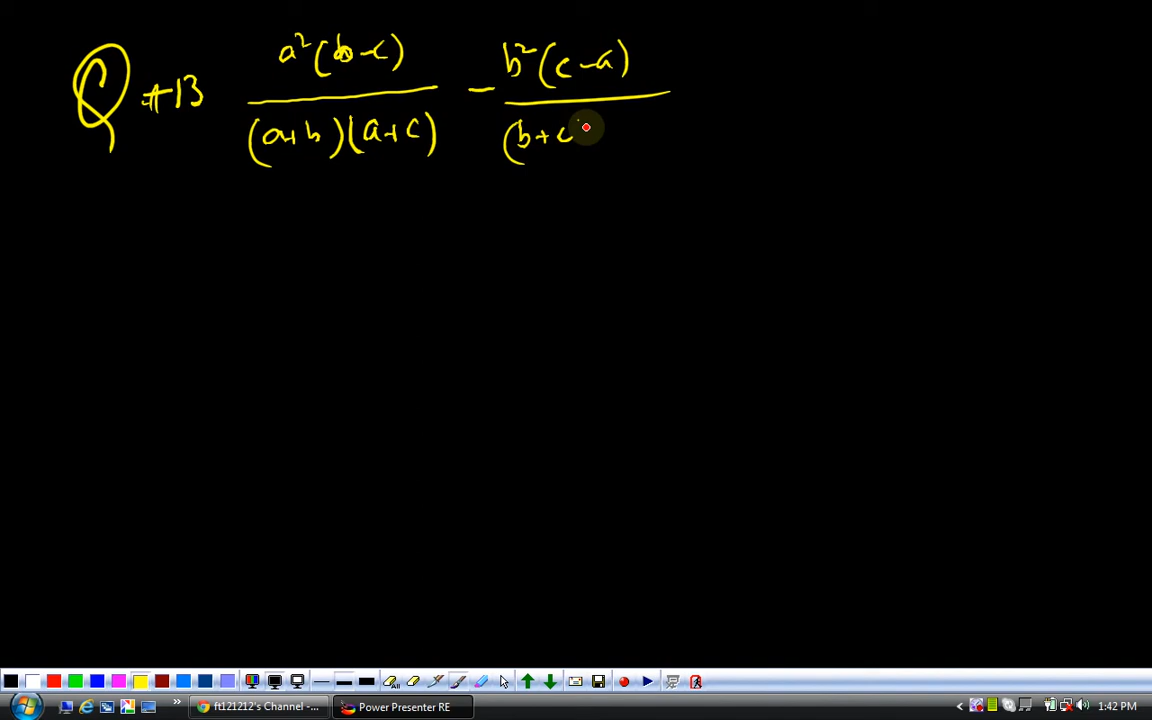 a²(b-c) b²(c-a)
Q #13 ———— - ————
(a+b)(a+c) (b+c
ft121212's Channel -... Power Presenter RE 1:42 PM